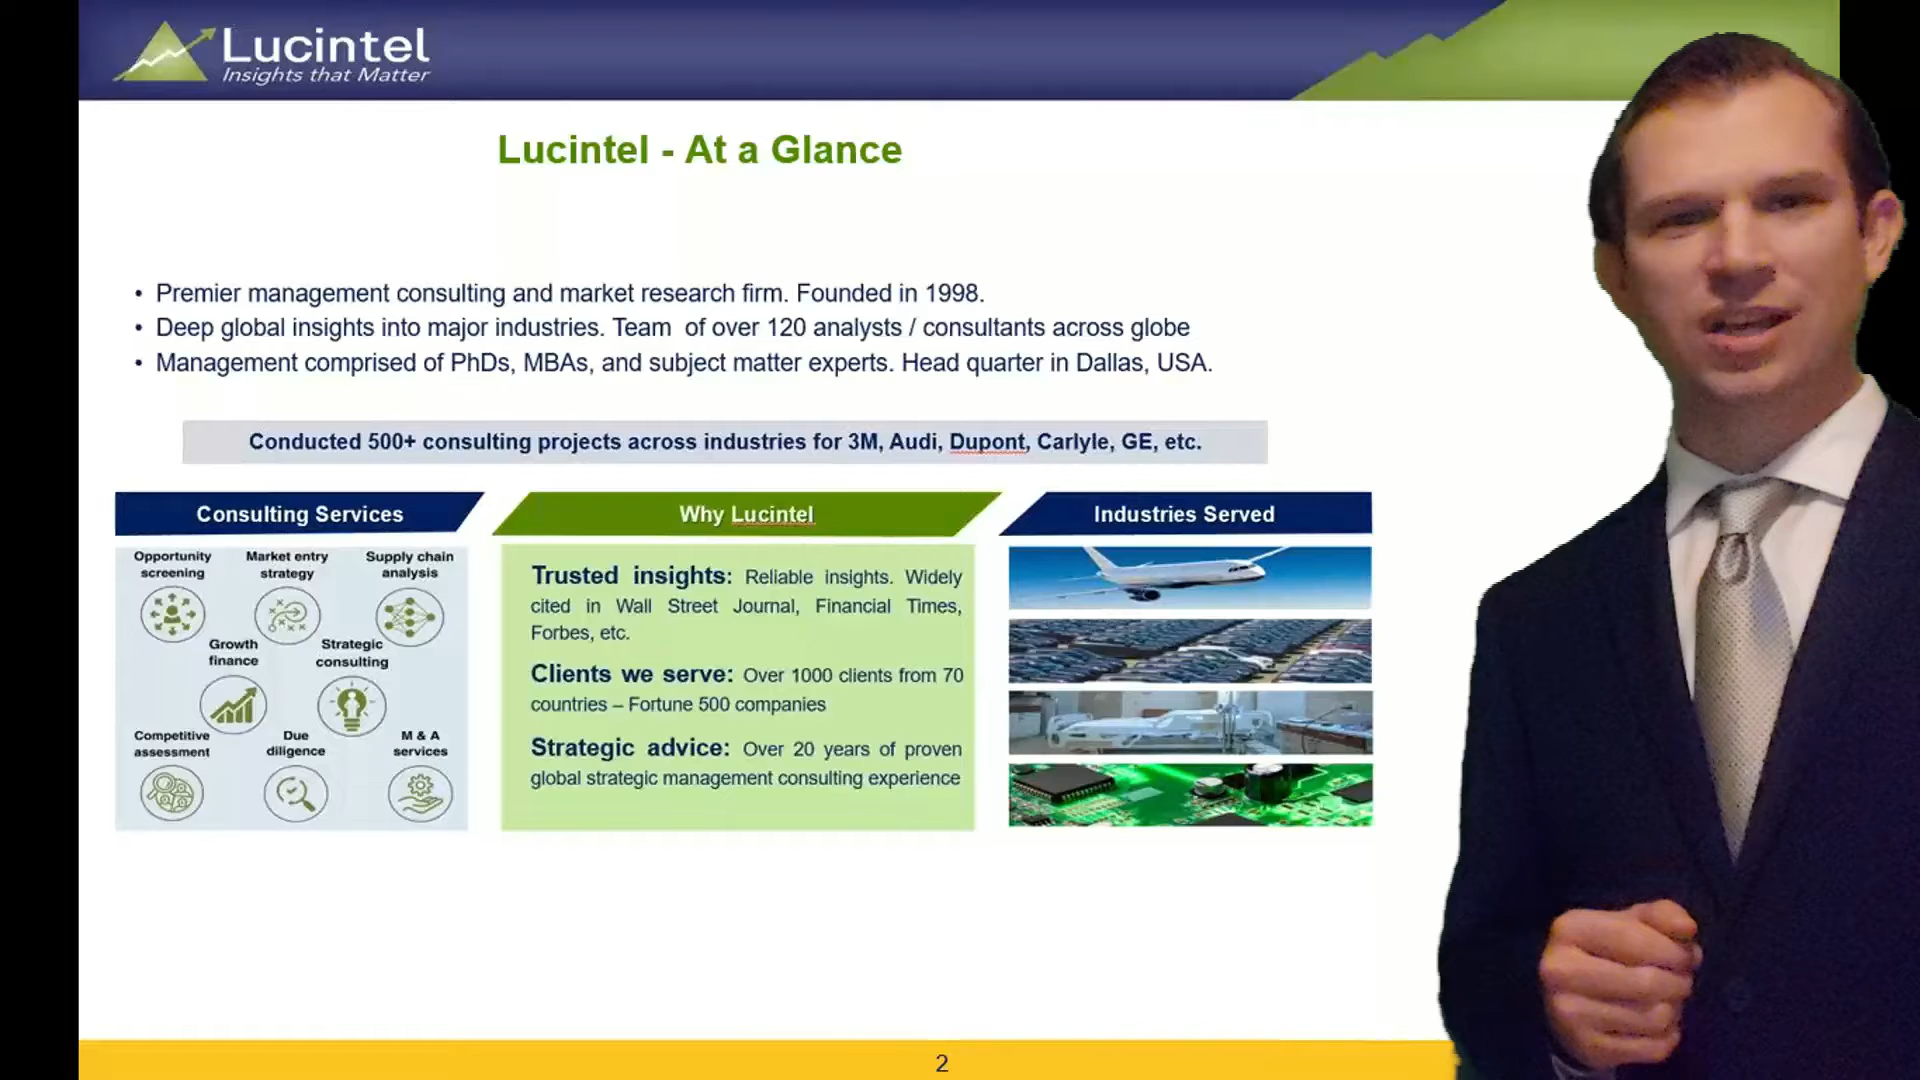 Lucintel
Insights that Matter
Lucintel - At a Glance
• Premier management consulting and market research firm. Founded in 1998.
• Deep global insights into major industries. Team of over 120 analysts / consultants across globe
• Management comprised of PhDs, MBAs, and subject matter experts. Head quarter in Dallas, USA.
Conducted 500+ consulting projects across industries for 3M, Audi, Dupont, Carlyle, GE, etc.
Consulting Services
Opportunity
screening
Market entry
strategy
Supply chain
analysis
Growth
finance
Strategic
consulting
Competitive
assessment
Due
diligence
M & A
services
Why Lucintel
Trusted insights: Reliable insights. Widely
cited in Wall Street Journal, Financial Times,
Forbes, etc.
Clients we serve: Over 1000 clients from 70
countries – Fortune 500 companies
Strategic advice: Over 20 years of proven
global strategic management consulting experience
Industries Served
2